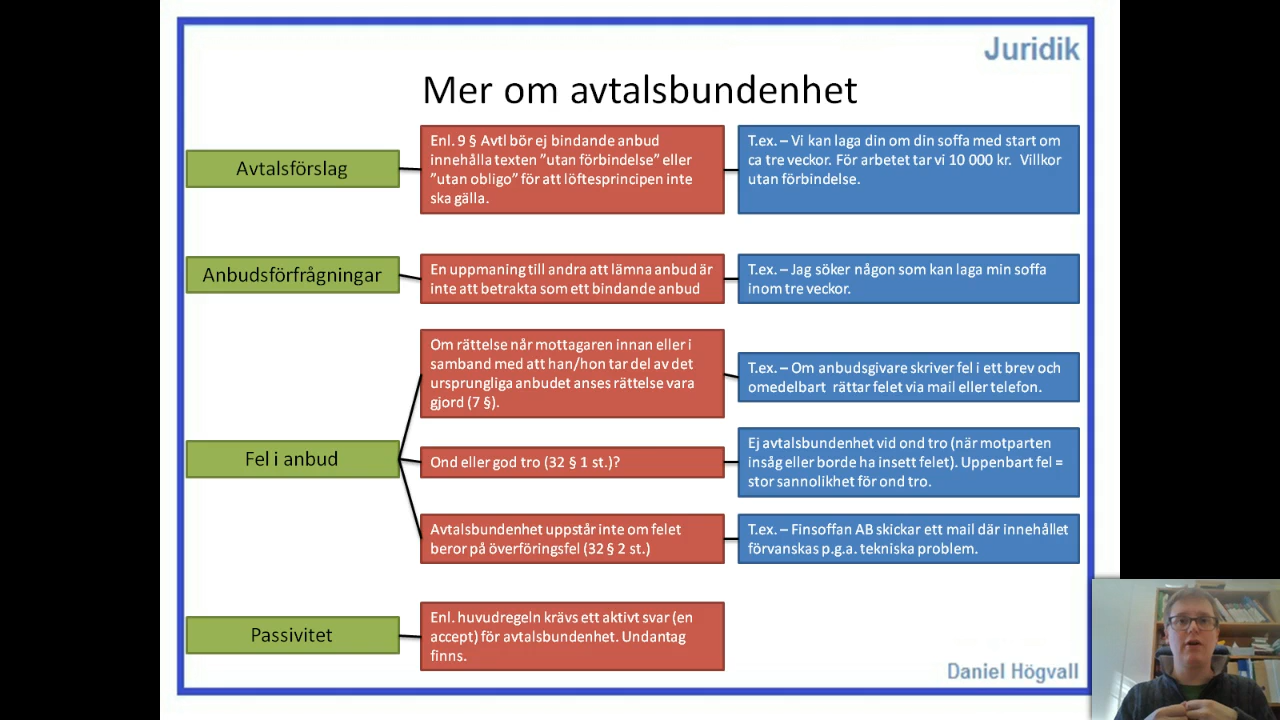 Juridik
Mer om avtalsbundenhet
Avtalsförslag
Enl. 9 § Avtl bör ej bindande anbud
innehålla texten ”utan förbindelse” eller
”utan obligo” för att löftesprincipen inte
ska gälla.
T.ex. – Vi kan laga din om din soffa med start om
ca tre veckor. För arbetet tar vi 10 000 kr. Villkor
utan förbindelse.
Anbudsförfrågningar
En uppmaning till andra att lämna anbud är
inte att betrakta som ett bindande anbud
T.ex. – Jag söker någon som kan laga min soffa
inom tre veckor.
Fel i anbud
Om rättelse når mottagaren innan eller i
samband med att han/hon tar del av det
ursprungliga anbudet anses rättelse vara
gjord (7 §).
T.ex. – Om anbudsgivare skriver fel i ett brev och
omedelbart rättar felet via mail eller telefon.
Ond eller god tro (32 § 1 st.)?
Ej avtalsbundenhet vid ond tro (när motparten
insåg eller borde ha insett felet). Uppenbart fel =
stor sannolikhet för ond tro.
Avtalsbundenhet uppstår inte om felet
beror på överföringsfel (32 § 2 st.)
T.ex. – Finsoffan AB skickar ett mail där innehållet
förvanskas p.g.a. tekniska problem.
Passivitet
Enl. huvudregeln krävs ett aktivt svar (en
accept) för avtalsbundenhet. Undantag
finns.
Daniel Högvall